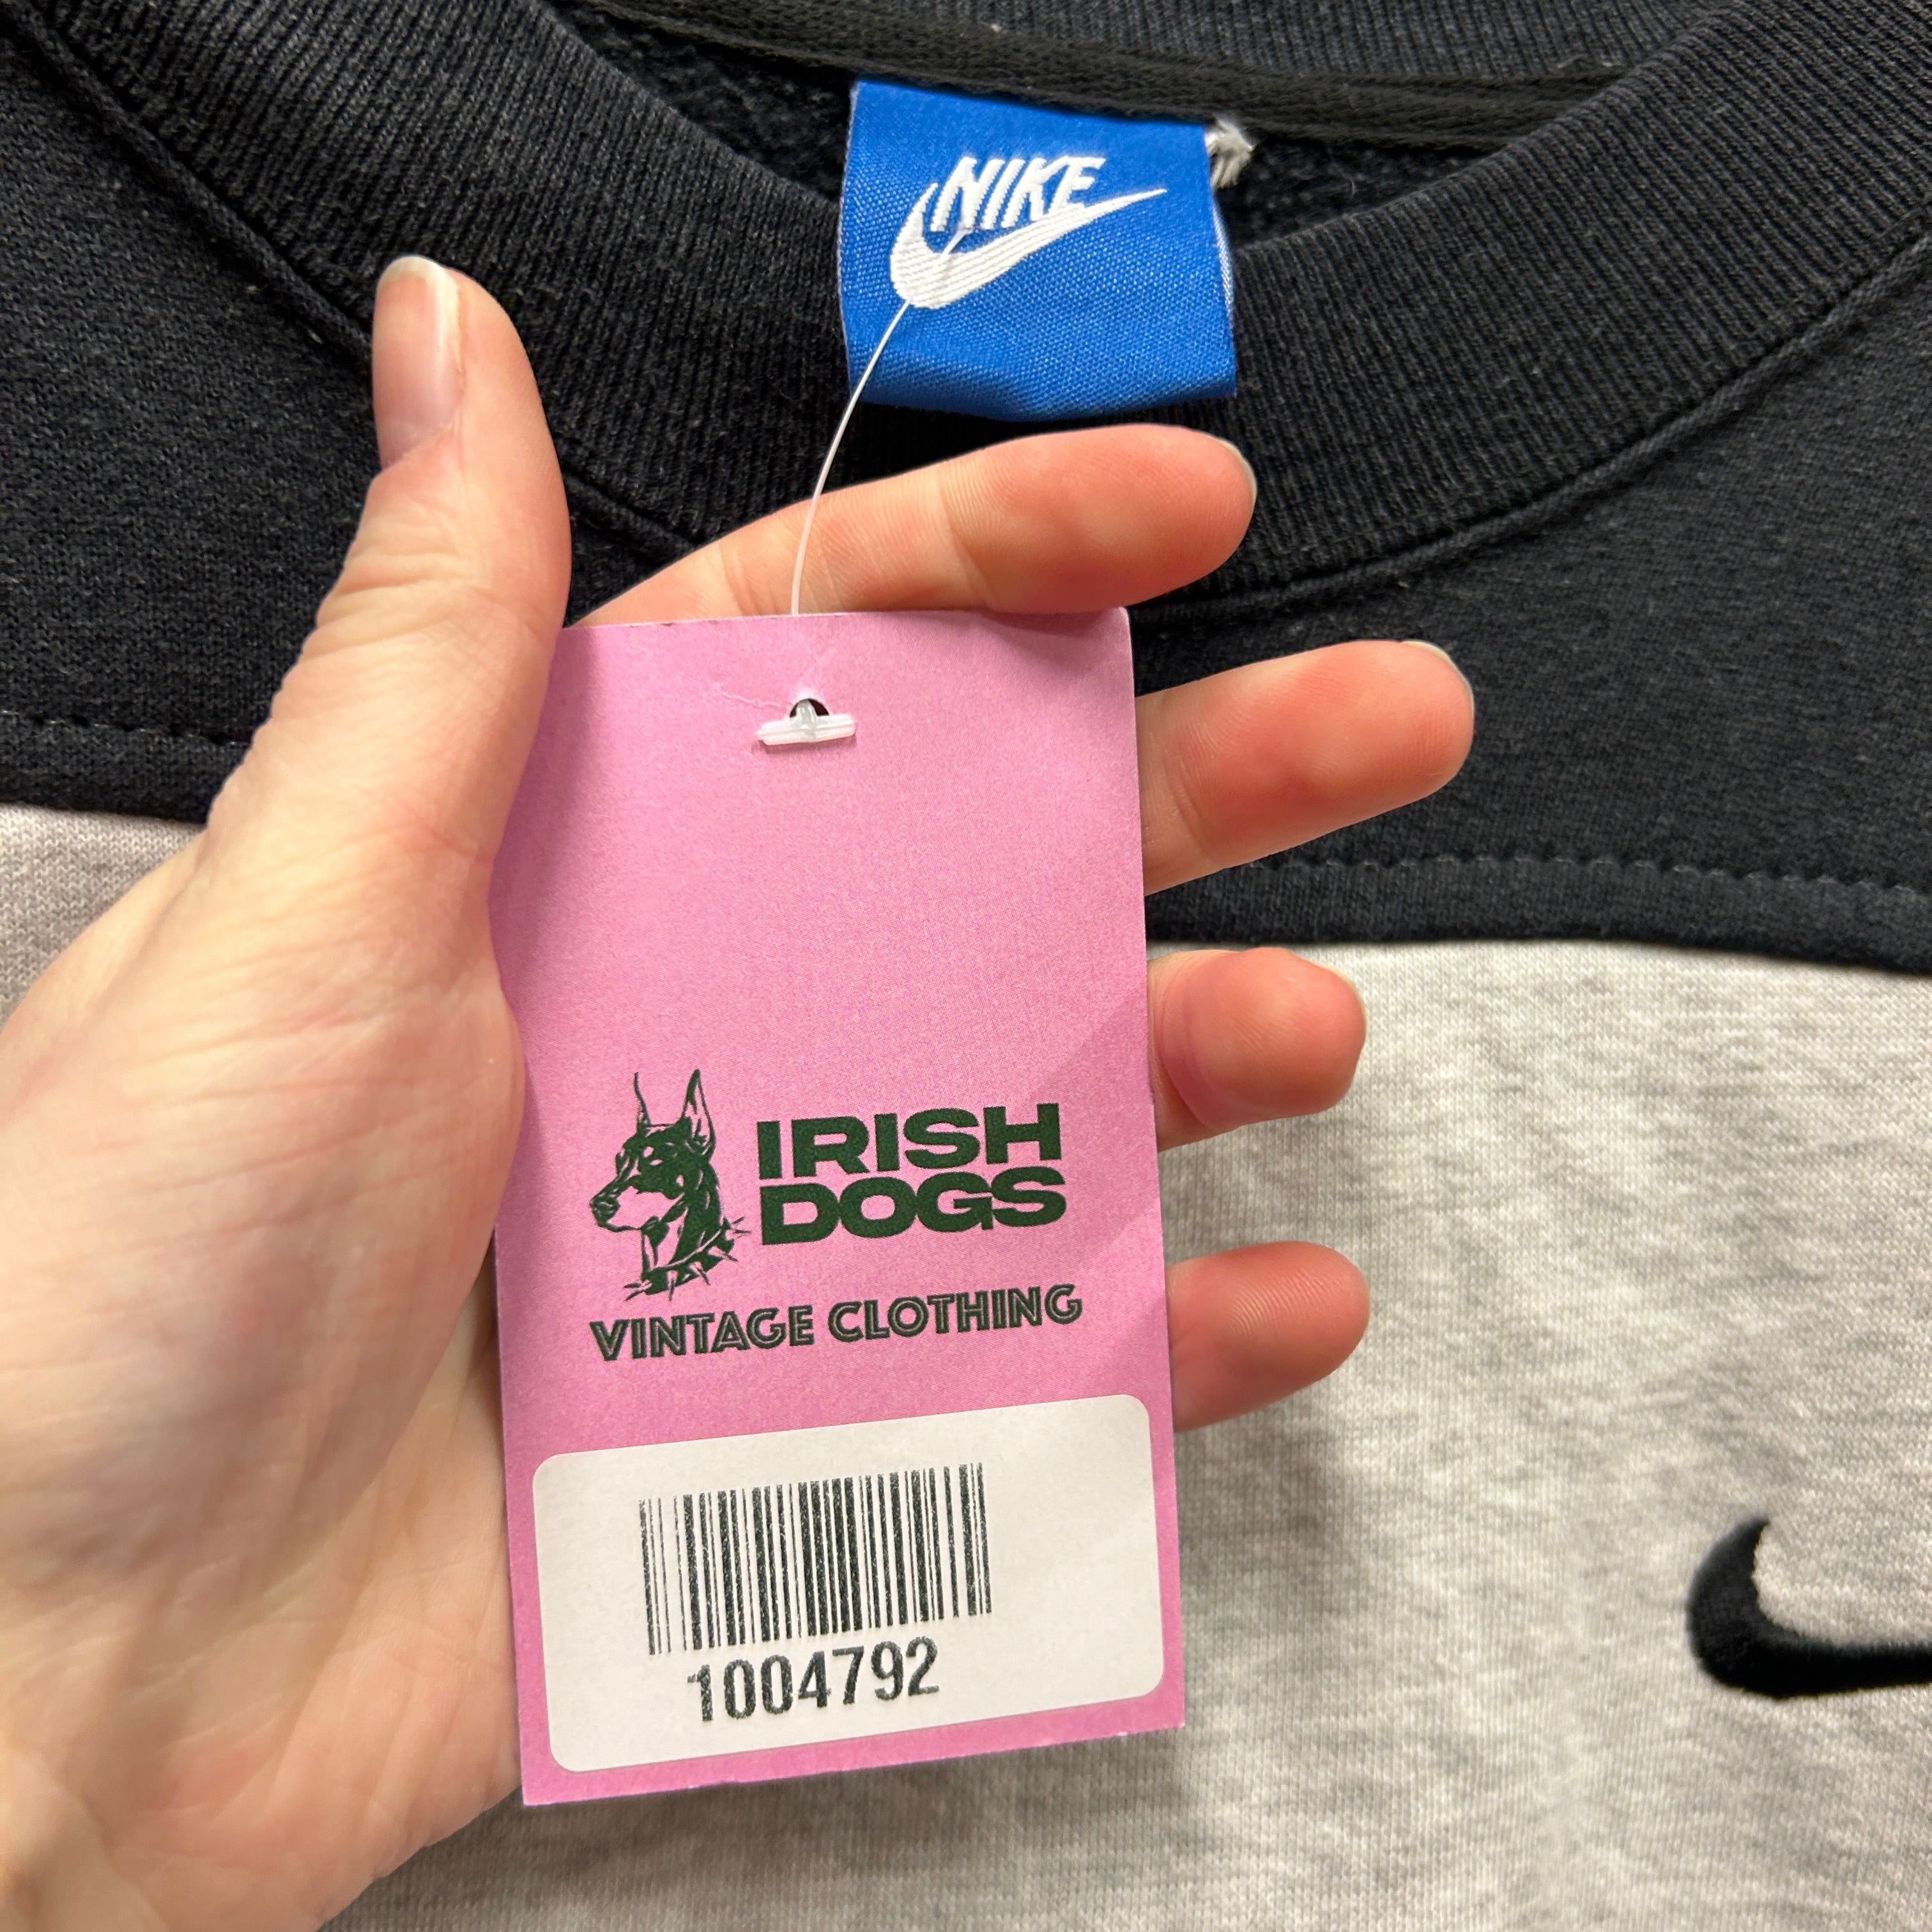 NIKE
IRISH
DOGS
VINTAGE CLOTHING
1004792